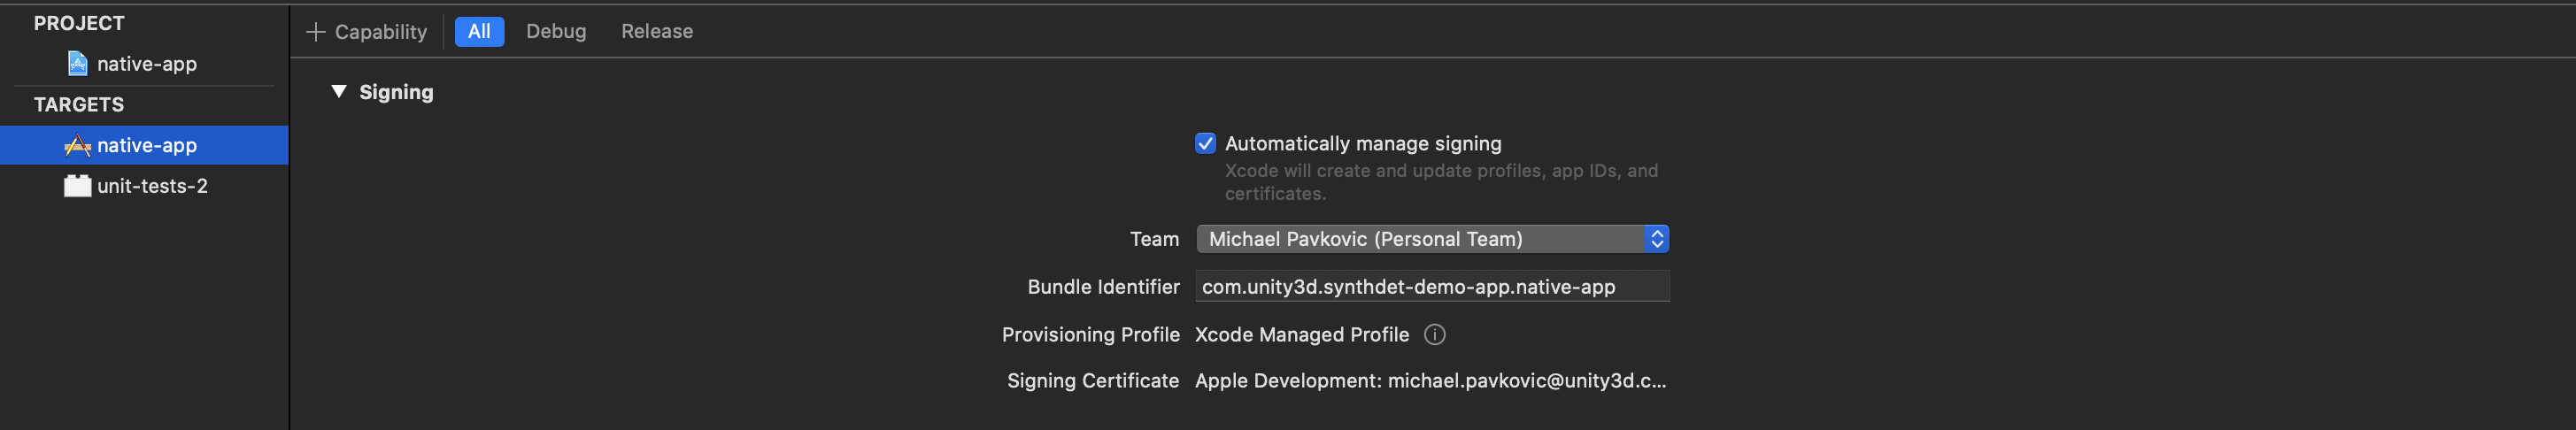 PROJECT
native-app
TARGETS
native-app
unit-tests-2
+ Capability
All
Debug
Release
Signing
Automatically manage signing
Xcode will create and update profiles, app IDs, and
certificates.
Team
Michael Pavkovic (Personal Team)
Bundle Identifier
com.unity3d.synthdet-demo-app.native-app
Provisioning Profile
Xcode Managed Profile
Signing Certificate
Apple Development: michael.pavkovic@unity3d.c...